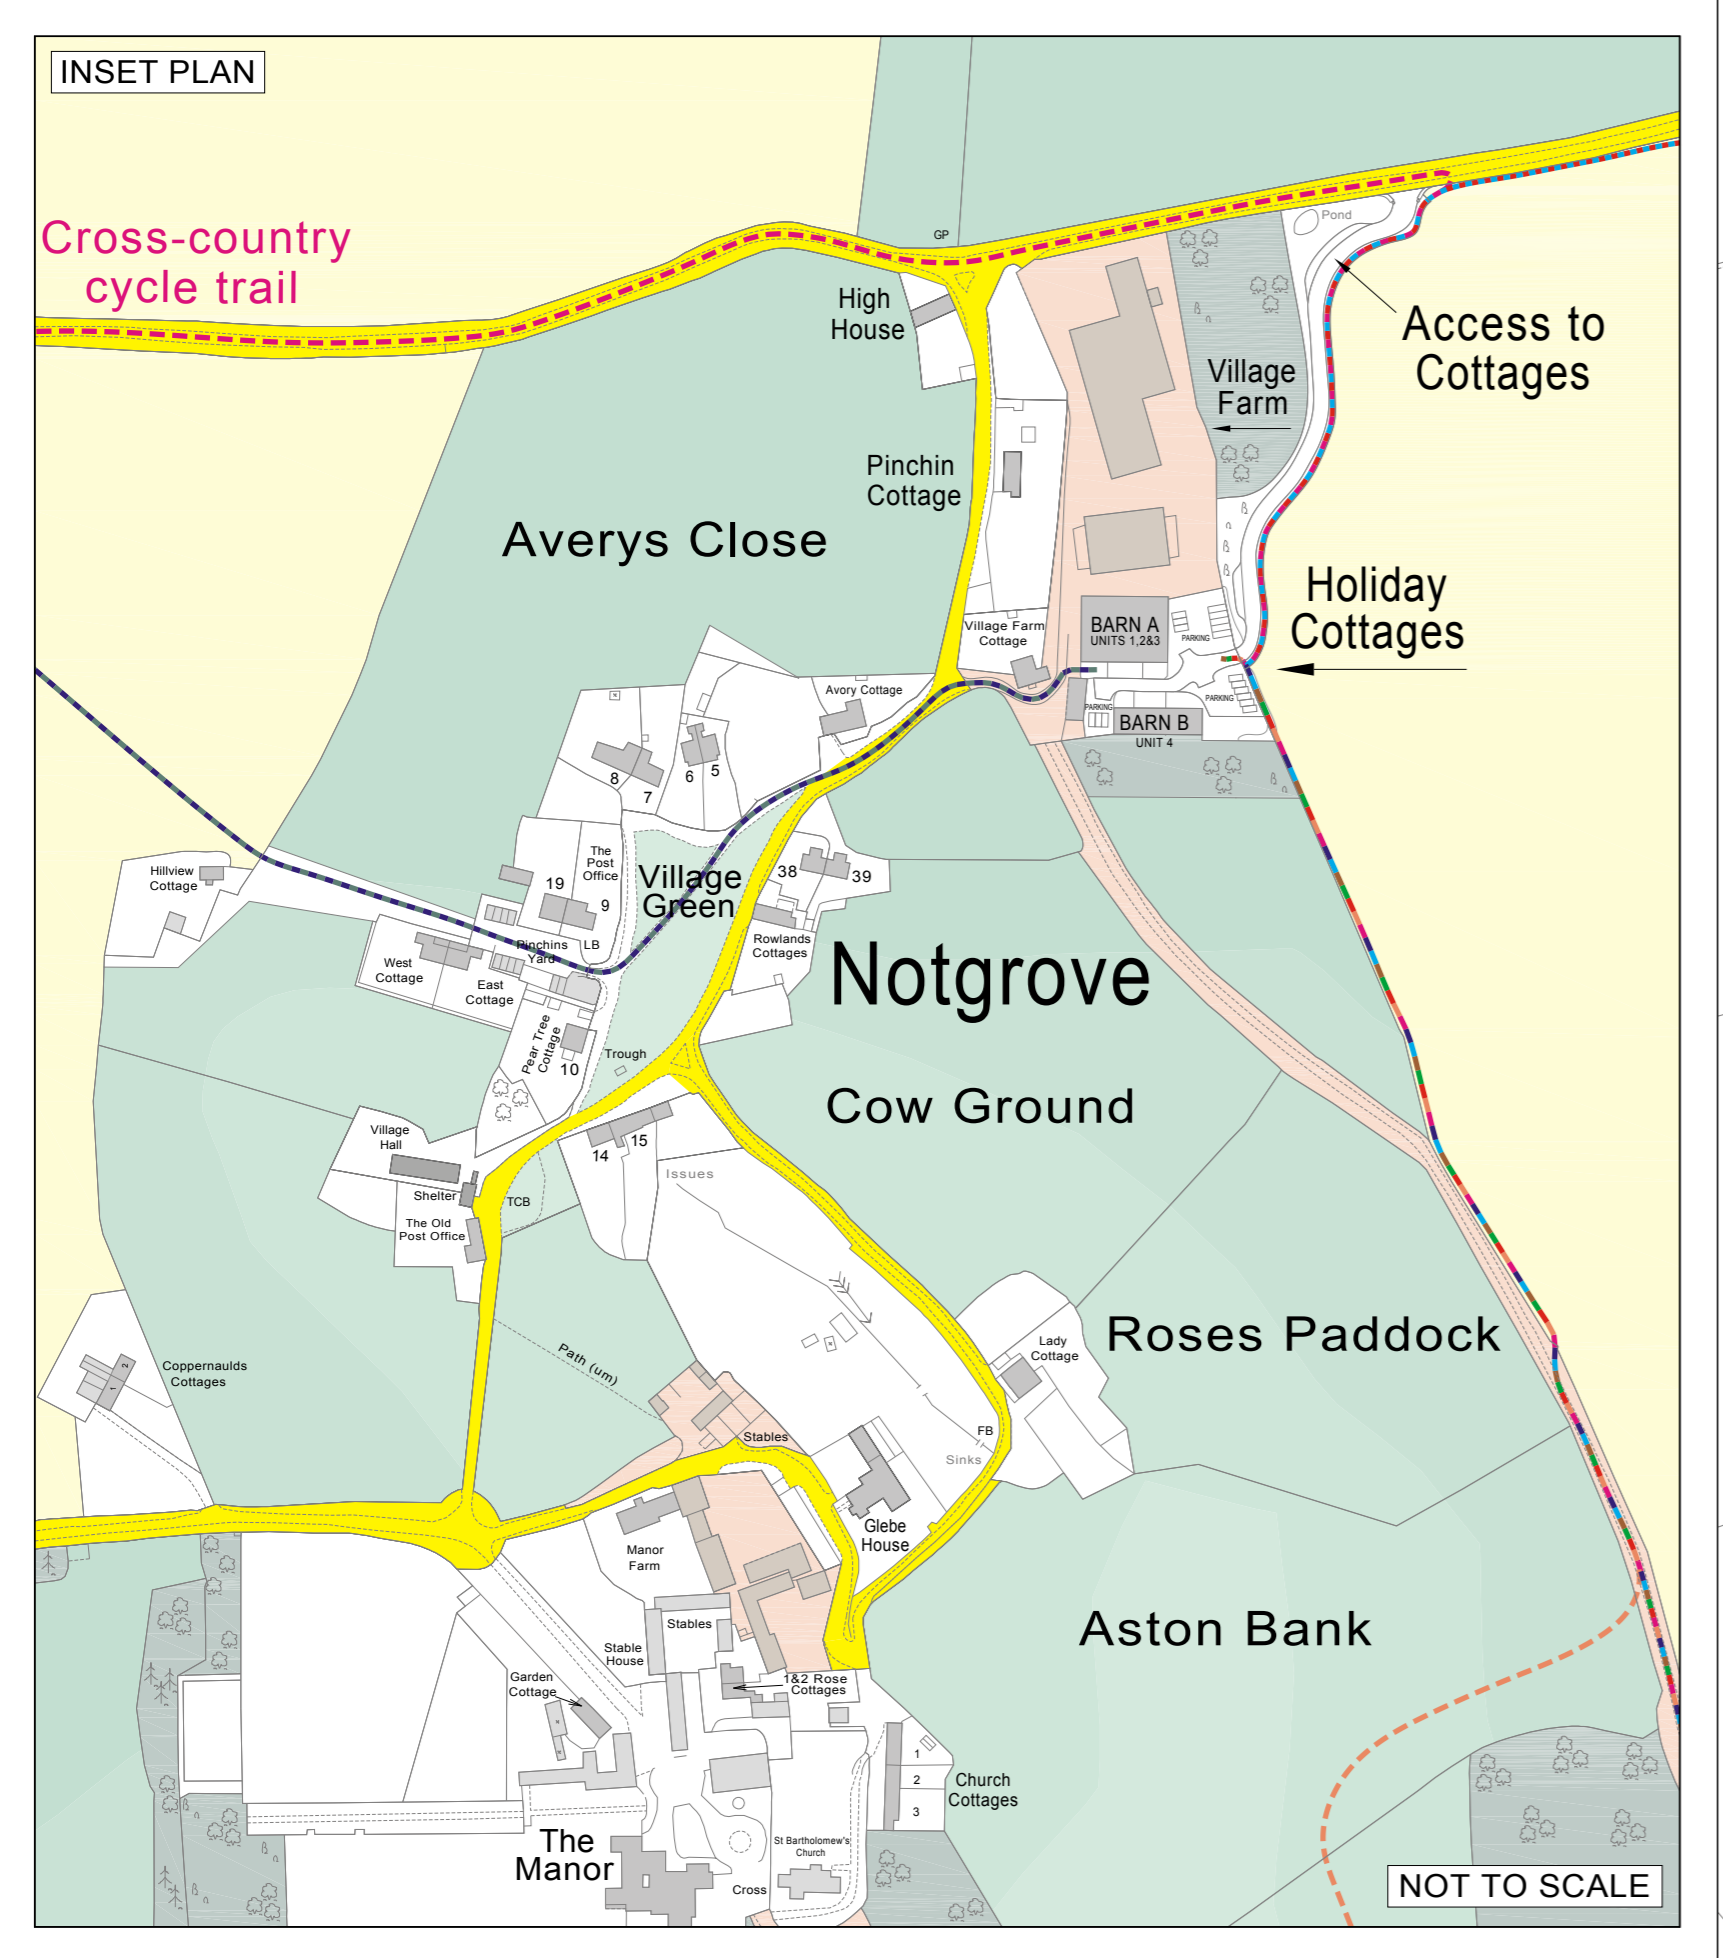 INSET PLAN
Cross-country
cycle trail
GP
Pond
High
House
Access to
Cottages
Village
Farm
Pinchin
Cottage
Averys Close
Holiday
Cottages
Village Farm
Cottage
BARN A
UNITS 1,2&3
PARKING
PARKING
PARKING
BARN B
UNIT 4
Avory Cottage
8
7
6
5
Hillview
Cottage
The
Post
Office
19
9
Village
Green
38
39
Pinchins
Yard
LB
Rowlands
Cottages
West
Cottage
East
Cottage
Notgrove
Pear Tree
Cottage
10
Trough
Cow Ground
Village
Hall
14
15
Issues
Shelter
TCB
The Old
Post Office
Roses Paddock
Lady
Cottage
Path (um)
Coppernaulds
Cottages
2
1
Stables
FB
Sinks
Glebe
House
Manor
Farm
Aston Bank
Stables
Stable
House
Garden
Cottage
1&2 Rose
Cottages
1
2
3
Church
Cottages
The
Manor
St Bartholomew's
Church
Cross
NOT TO SCALE